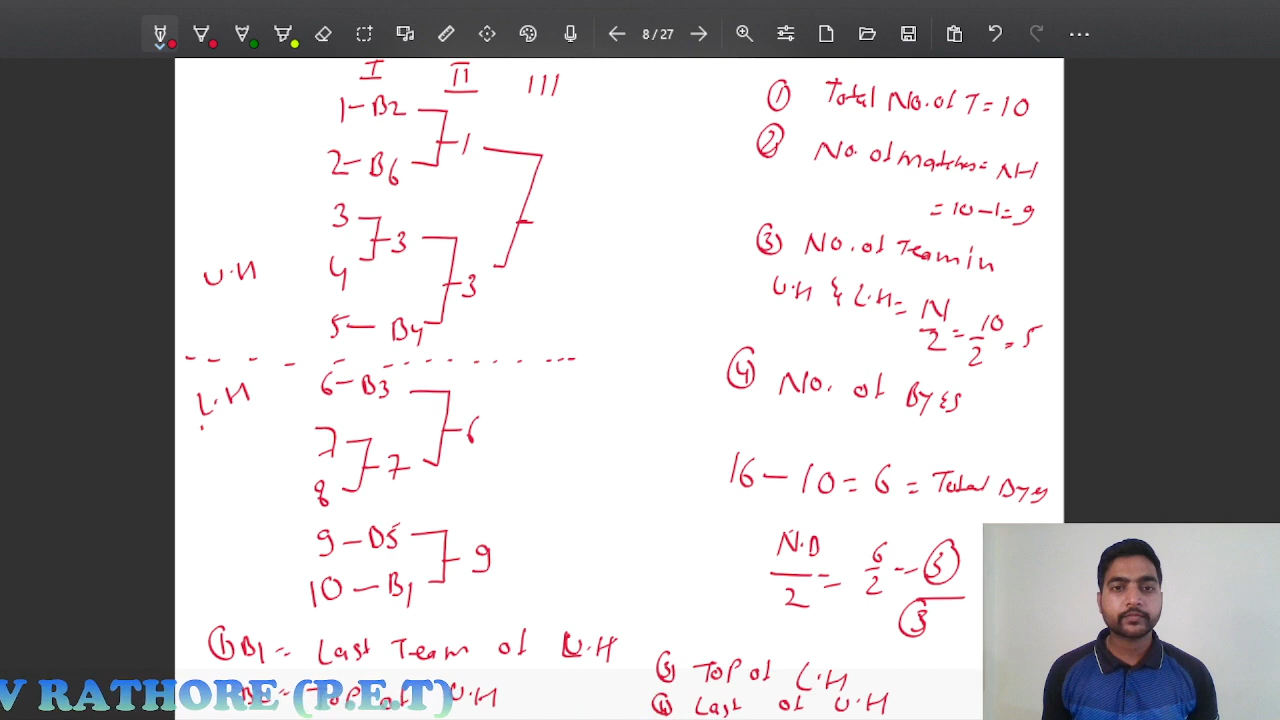 8 / 27
I II III
1-B2
2-B6 1
3
4 3
3
5 - B4
U.H
L.H
6-B3
6
7
8 7
9-B5
10-B1 9
① B1 = Last Team of U.H
TOP of U.H
① Total No. of T = 10
② No. of matches = N-1
= 10-1 = 9
③ No. of Team in
U.H & L.H = N/2 = 10/2 = 5
④ No. of Byes
16 - 10 = 6 = Total Byes
N.B/2 = 6/2 - ③
③
③ TOP of L.H
④ Last of U.H
V RATHORE (P.E.T)